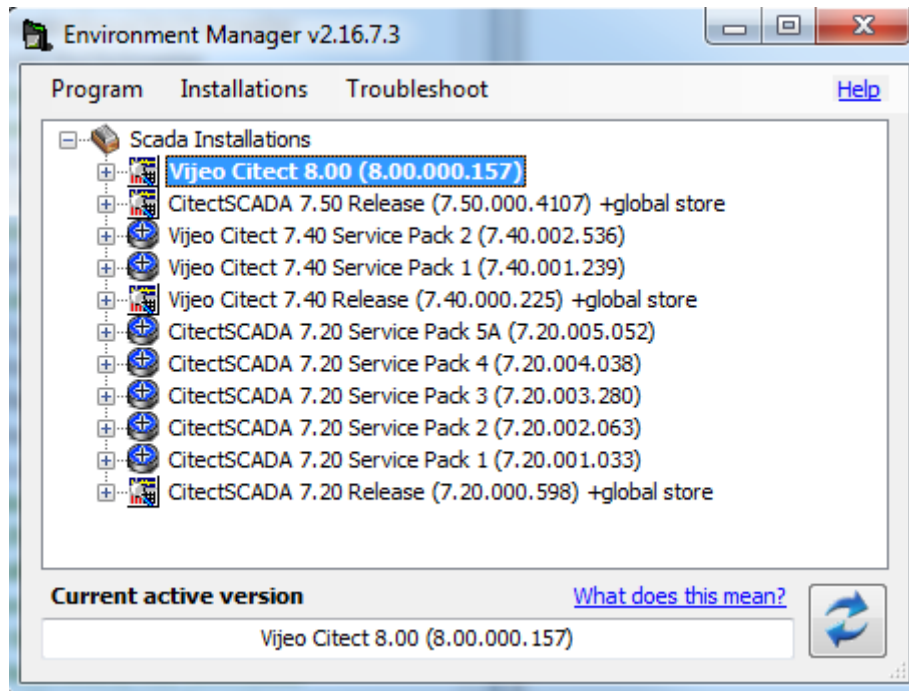 Environment Manager v2.16.7.3
Program Installations Troubleshoot Help
Scada Installations
Vijeo Citect 8.00 (8.00.000.157)
CitectSCADA 7.50 Release (7.50.000.4107) +global store
Vijeo Citect 7.40 Service Pack 2 (7.40.002.536)
Vijeo Citect 7.40 Service Pack 1 (7.40.001.239)
Vijeo Citect 7.40 Release (7.40.000.225) +global store
CitectSCADA 7.20 Service Pack 5A (7.20.005.052)
CitectSCADA 7.20 Service Pack 4 (7.20.004.038)
CitectSCADA 7.20 Service Pack 3 (7.20.003.280)
CitectSCADA 7.20 Service Pack 2 (7.20.002.063)
CitectSCADA 7.20 Service Pack 1 (7.20.001.033)
CitectSCADA 7.20 Release (7.20.000.598) +global store
Current active version What does this mean?
Vijeo Citect 8.00 (8.00.000.157)